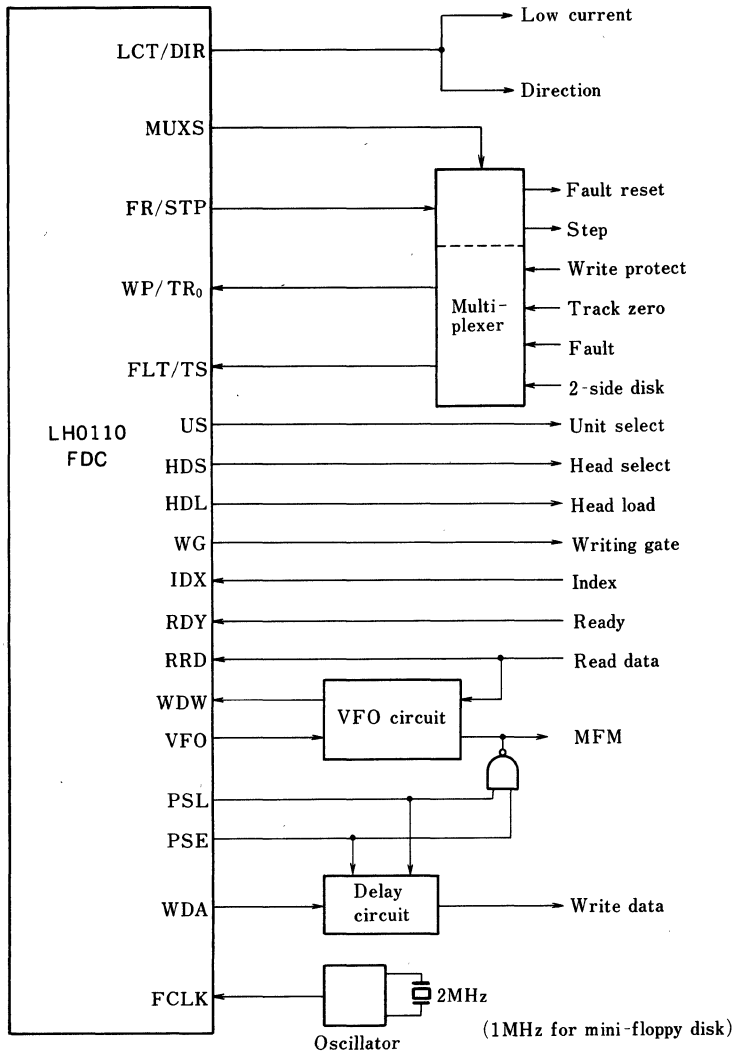 Low current
LCT/DIR
Direction
MUXS
Fault reset
FR/STP
Step
Write protect
WP/TR₀
Multi-
plexer
Track zero
Fault
FLT/TS
2-side disk
LH0110
FDC
US
Unit select
HDS
Head select
HDL
Head load
WG
Writing gate
IDX
Index
RDY
Ready
RRD
Read data
WDW
VFO circuit
VFO
MFM
PSL
PSE
Delay
circuit
WDA
Write data
FCLK
2MHz
Oscillator
(1MHz for mini-floppy disk)